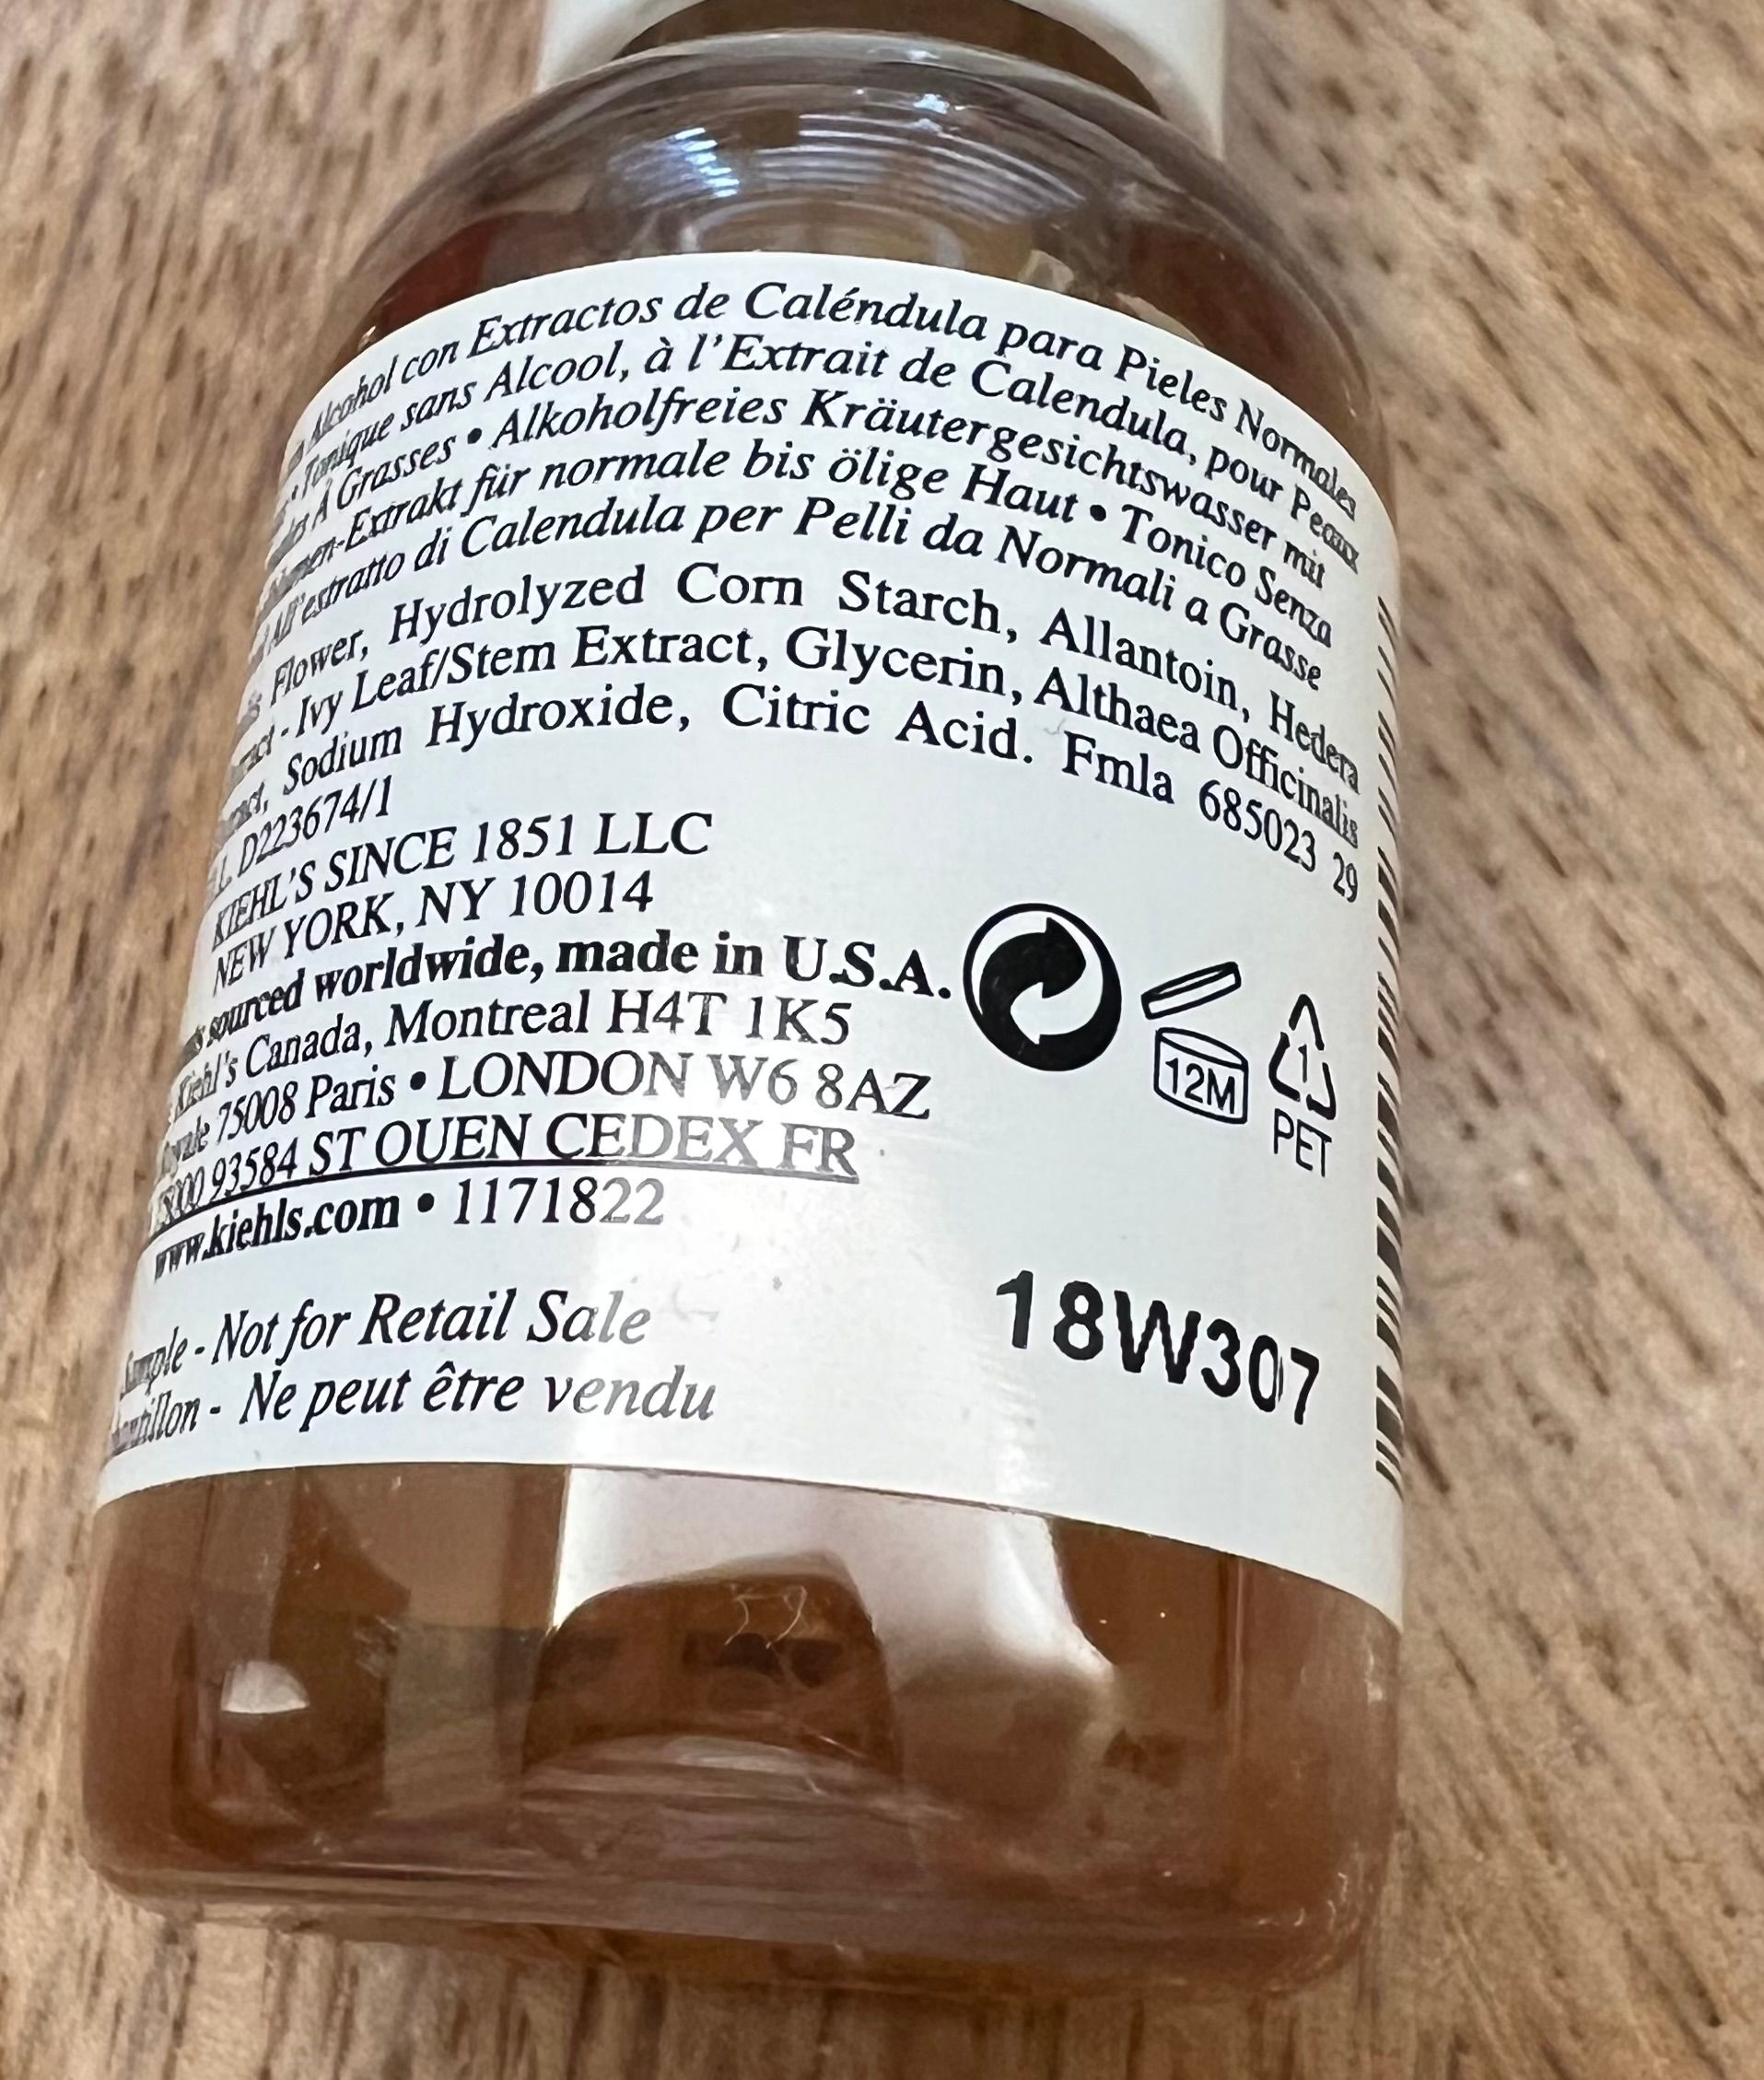 Alcohol con Extractos de Caléndula para Pieles Normales
• Tonique sans Alcool, à l'Extrait de Calendula, pour Peaux
À Grasses • Alkoholfreies Kräutergesichtswasser mit
-Extrakt für normale bis ölige Haut • Tonico Senza
All'estratto di Calendula per Pelli da Normali a Grasse
Flower, Hydrolyzed Corn Starch, Allantoin, Hedera
- Ivy Leaf/Stem Extract, Glycerin, Althaea Officinalis
Sodium Hydroxide, Citric Acid. Fmla 685023 29
D223674/1
KIEHL'S SINCE 1851 LLC
NEW YORK, NY 10014
sourced worldwide, made in U.S.A.
Kiehl's Canada, Montreal H4T 1K5
75008 Paris • LONDON W6 8AZ
93584 ST OUEN CEDEX FR
www.kiehls.com • 1171822
12M
1
PET
Sample - Not for Retail Sale
- Ne peut être vendu
18W307